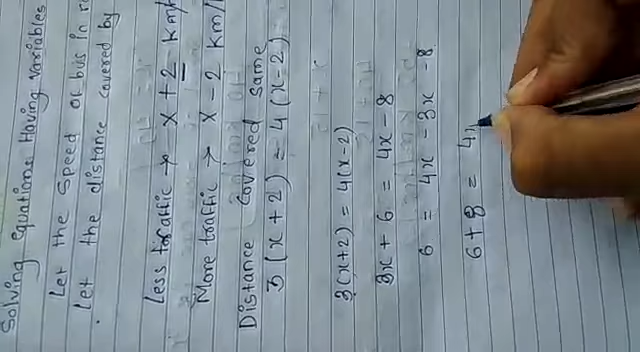 Solving equations Having variables
Let the speed of bus in
Let the distance covered by
Less traffic → x + 2 km/
More traffic → x - 2 km/
Distance covered same
3(x + 2) = 4(x-2)
3(x+2) = 4(x-2)
3x + 6 = 4x - 8
6 = 4x - 3x - 8
6+8 = 4x